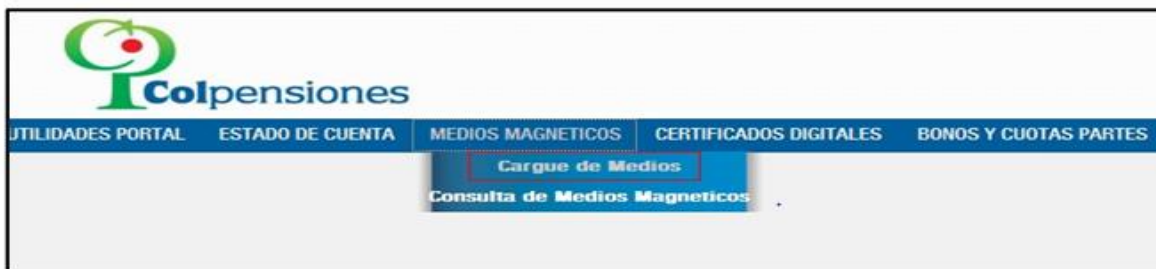 Colpensiones
UTILIDADES PORTAL ESTADO DE CUENTA MEDIOS MAGNETICOS CERTIFICADOS DIGITALES BONOS Y CUOTAS PARTES
Cargue de Medios
Consulta de Medios Magneticos